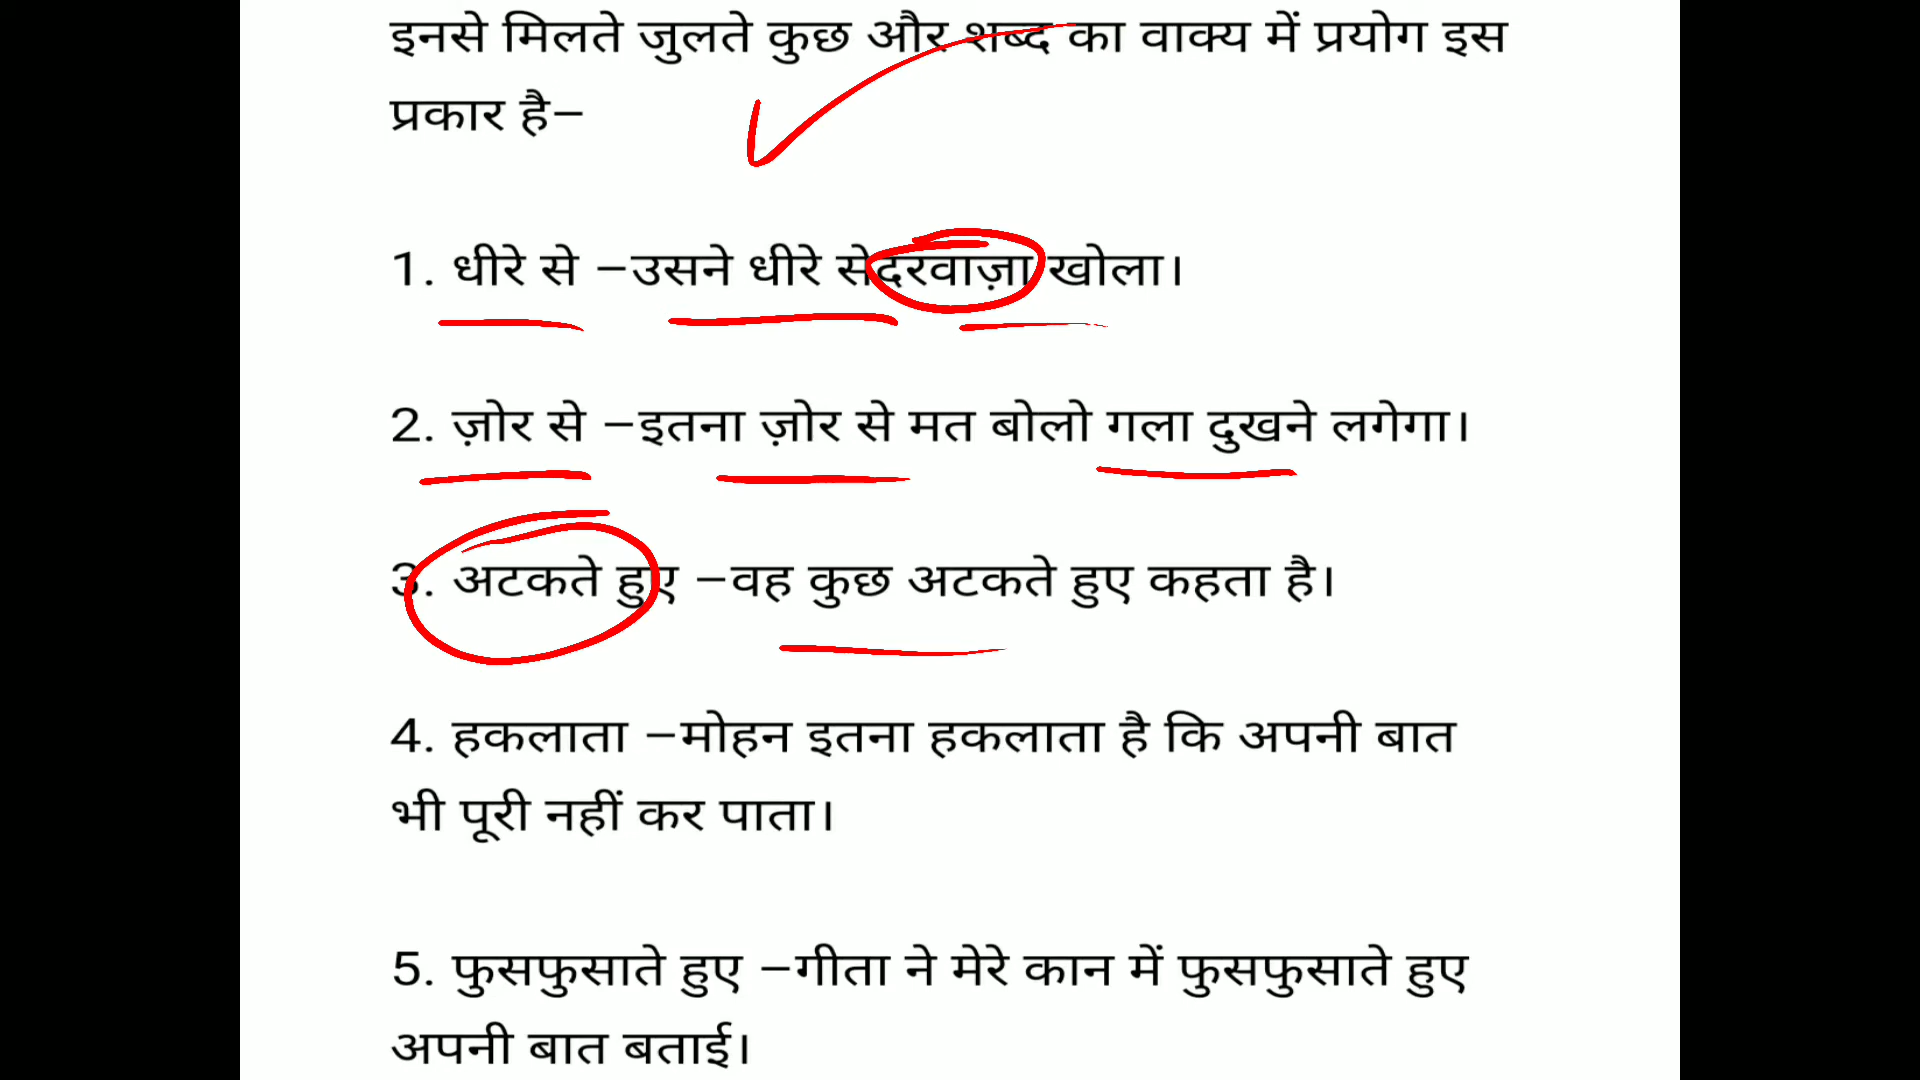 इनसे मिलते जुलते कुछ और शब्द का वाक्य में प्रयोग इस
प्रकार है–
1. धीरे से –उसने धीरे सेदरवाज़ा खोला।
2. ज़ोर से –इतना ज़ोर से मत बोलो गला दुखने लगेगा।
3. अटकते हुए –वह कुछ अटकते हुए कहता है।
4. हकलाता –मोहन इतना हकलाता है कि अपनी बात
भी पूरी नहीं कर पाता।
5. फुसफुसाते हुए –गीता ने मेरे कान में फुसफुसाते हुए
अपनी बात बताई।